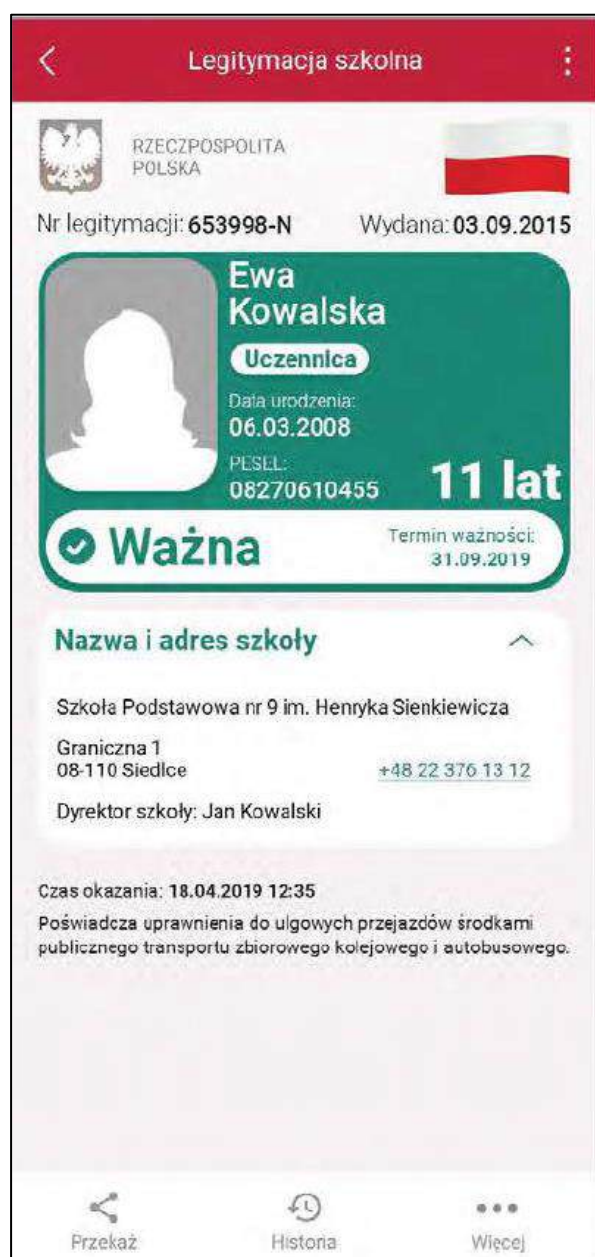 Legitymacja szkolna
RZECZPOSPOLITA
POLSKA
Nr legitymacji: 653998-N Wydana: 03.09.2015
Ewa
Kowalska
Uczennica
Data urodzenia:
06.03.2008
PESEL:
08270610455
11 lat
Ważna
Termin ważności:
31.09.2019
Nazwa i adres szkoły
Szkoła Podstawowa nr 9 im. Henryka Sienkiewicza
Graniczna 1
08-110 Siedlce
+48 22 376 13 12
Dyrektor szkoły: Jan Kowalski
Czas okazania: 18.04.2019 12:35
Poświadcza uprawnienia do ulgowych przejazdów środkami
publicznego transportu zbiorowego kolejowego i autobusowego.
Przekaż Historia Więcej